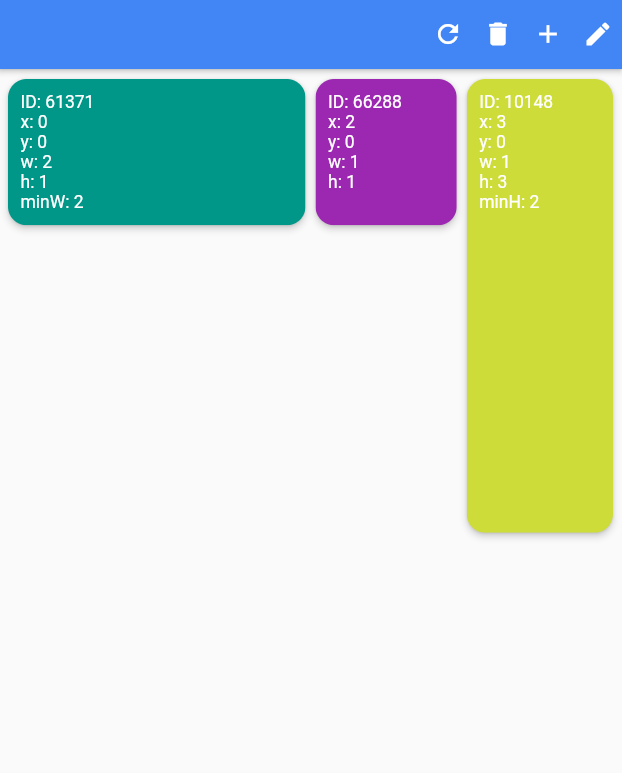 ID: 61371
x: 0
y: 0
w: 2
h: 1
minW: 2
ID: 66288
x: 2
y: 0
w: 1
h: 1
ID: 10148
x: 3
y: 0
w: 1
h: 3
minH: 2